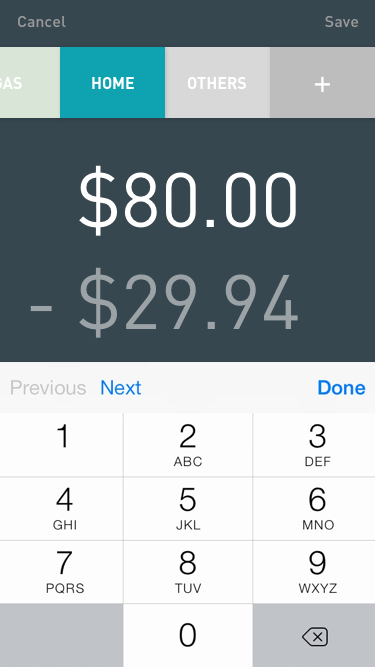 Cancel Save
GAS HOME OTHERS +
$80.00
- $29.94
Previous Next Done
1 2 3
ABC DEF
4 5 6
GHI JKL MNO
7 8 9
PQRS TUV WXYZ
0